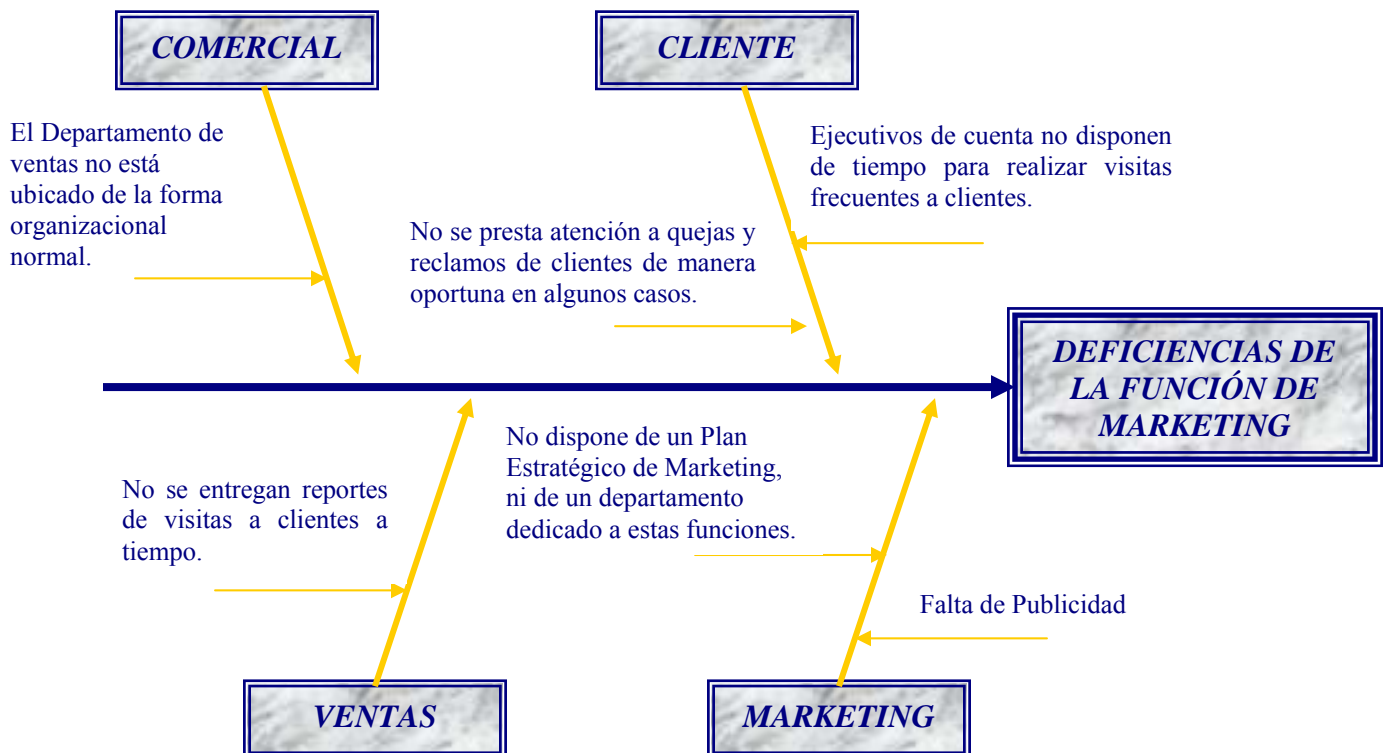 COMERCIAL
CLIENTE
El Departamento de
ventas no está
ubicado de la forma
organizacional
normal.
Ejecutivos de cuenta no disponen
de tiempo para realizar visitas
frecuentes a clientes.
No se presta atención a quejas y
reclamos de clientes de manera
oportuna en algunos casos.
DEFICIENCIAS DE
LA FUNCIÓN DE
MARKETING
No dispone de un Plan
Estratégico de Marketing,
ni de un departamento
dedicado a estas funciones.
No se entregan reportes
de visitas a clientes a
tiempo.
Falta de Publicidad
VENTAS
MARKETING